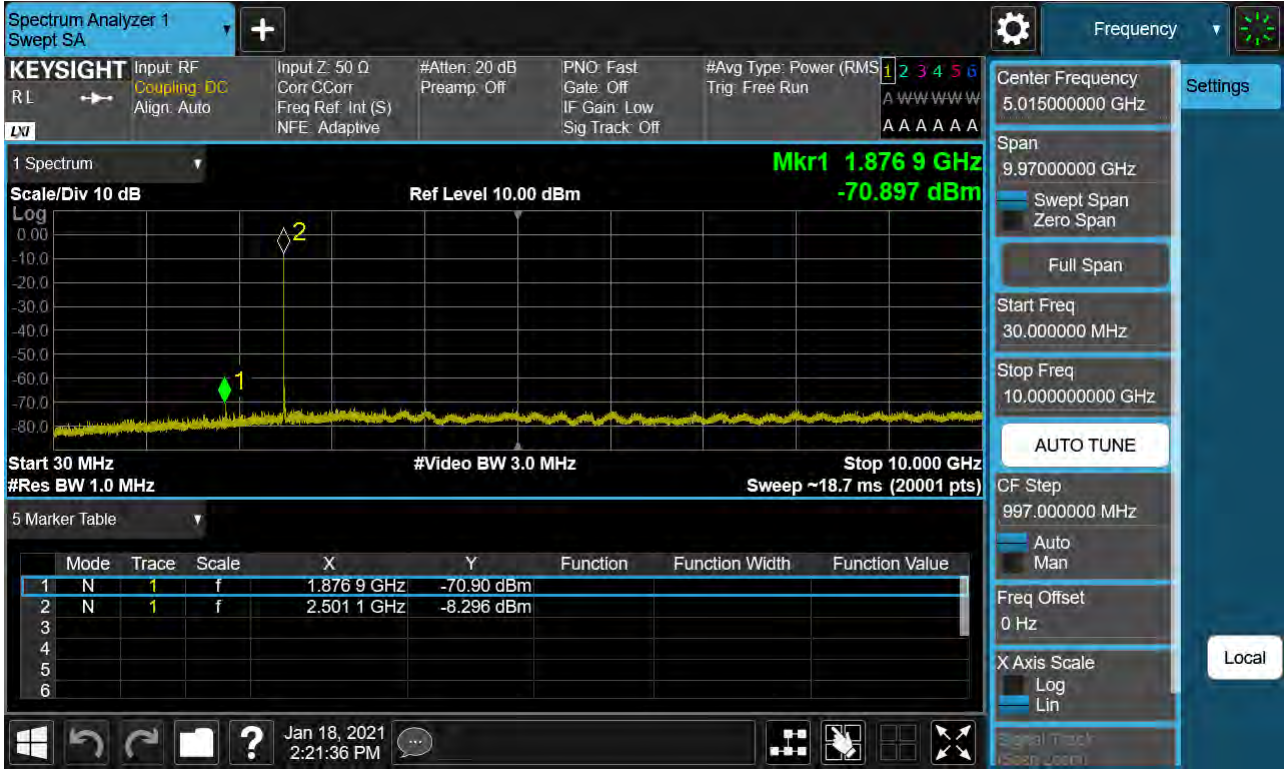 Spectrum Analyzer 1
Swept SA
Frequency
KEYSIGHT
RL
LXI
Input: RF
Coupling: DC
Align: Auto
Input Z: 50 Ω
Corr CCorr
Freq Ref: Int (S)
NFE: Adaptive
#Atten: 20 dB
Preamp: Off
PNO: Fast
Gate: Off
IF Gain: Low
Sig Track: Off
#Avg Type: Power (RMS
Trig: Free Run
1 2 3 4 5 6
A W W W W W
A A A A A A
1 Spectrum
Mkr1 1.876 9 GHz
Scale/Div 10 dB
Ref Level 10.00 dBm
-70.897 dBm
Log
0.00
-10.0
-20.0
-30.0
-40.0
-50.0
-60.0
-70.0
-80.0
2
1
Start 30 MHz
#Video BW 3.0 MHz
Stop 10.000 GHz
#Res BW 1.0 MHz
Sweep ~18.7 ms (20001 pts)
5 Marker Table
Mode Trace Scale X Y Function Function Width Function Value
1 N 1 f 1.876 9 GHz -70.90 dBm
2 N 1 f 2.501 1 GHz -8.296 dBm
3
4
5
6
Jan 18, 2021
2:21:36 PM
Center Frequency
5.015000000 GHz
Settings
Span
9.97000000 GHz
Swept Span
Zero Span
Full Span
Start Freq
30.000000 MHz
Stop Freq
10.000000000 GHz
AUTO TUNE
CF Step
997.000000 MHz
Auto
Man
Freq Offset
0 Hz
X Axis Scale
Log
Lin
Local
Signal Track
(Span Zoom)